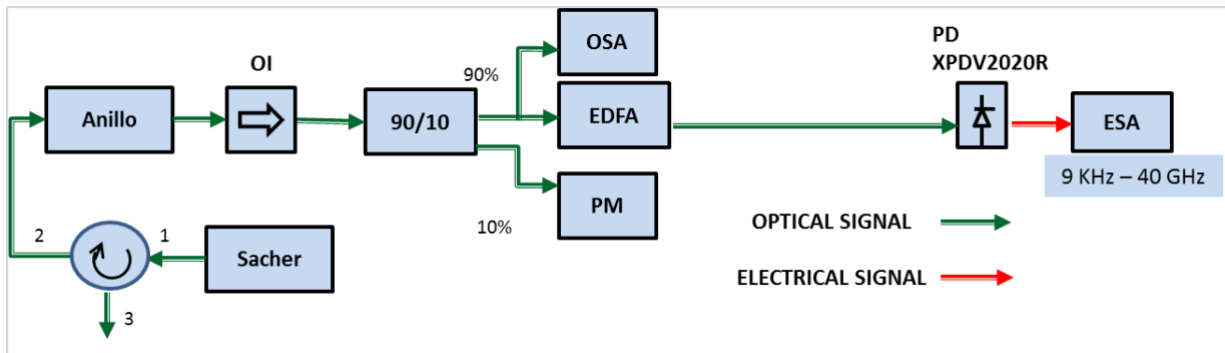 PD
XPDV2020R
OI
OSA
90%
Anillo
90/10
EDFA
ESA
9 KHz – 40 GHz
PM
10%
OPTICAL SIGNAL
2
1
Sacher
ELECTRICAL SIGNAL
3